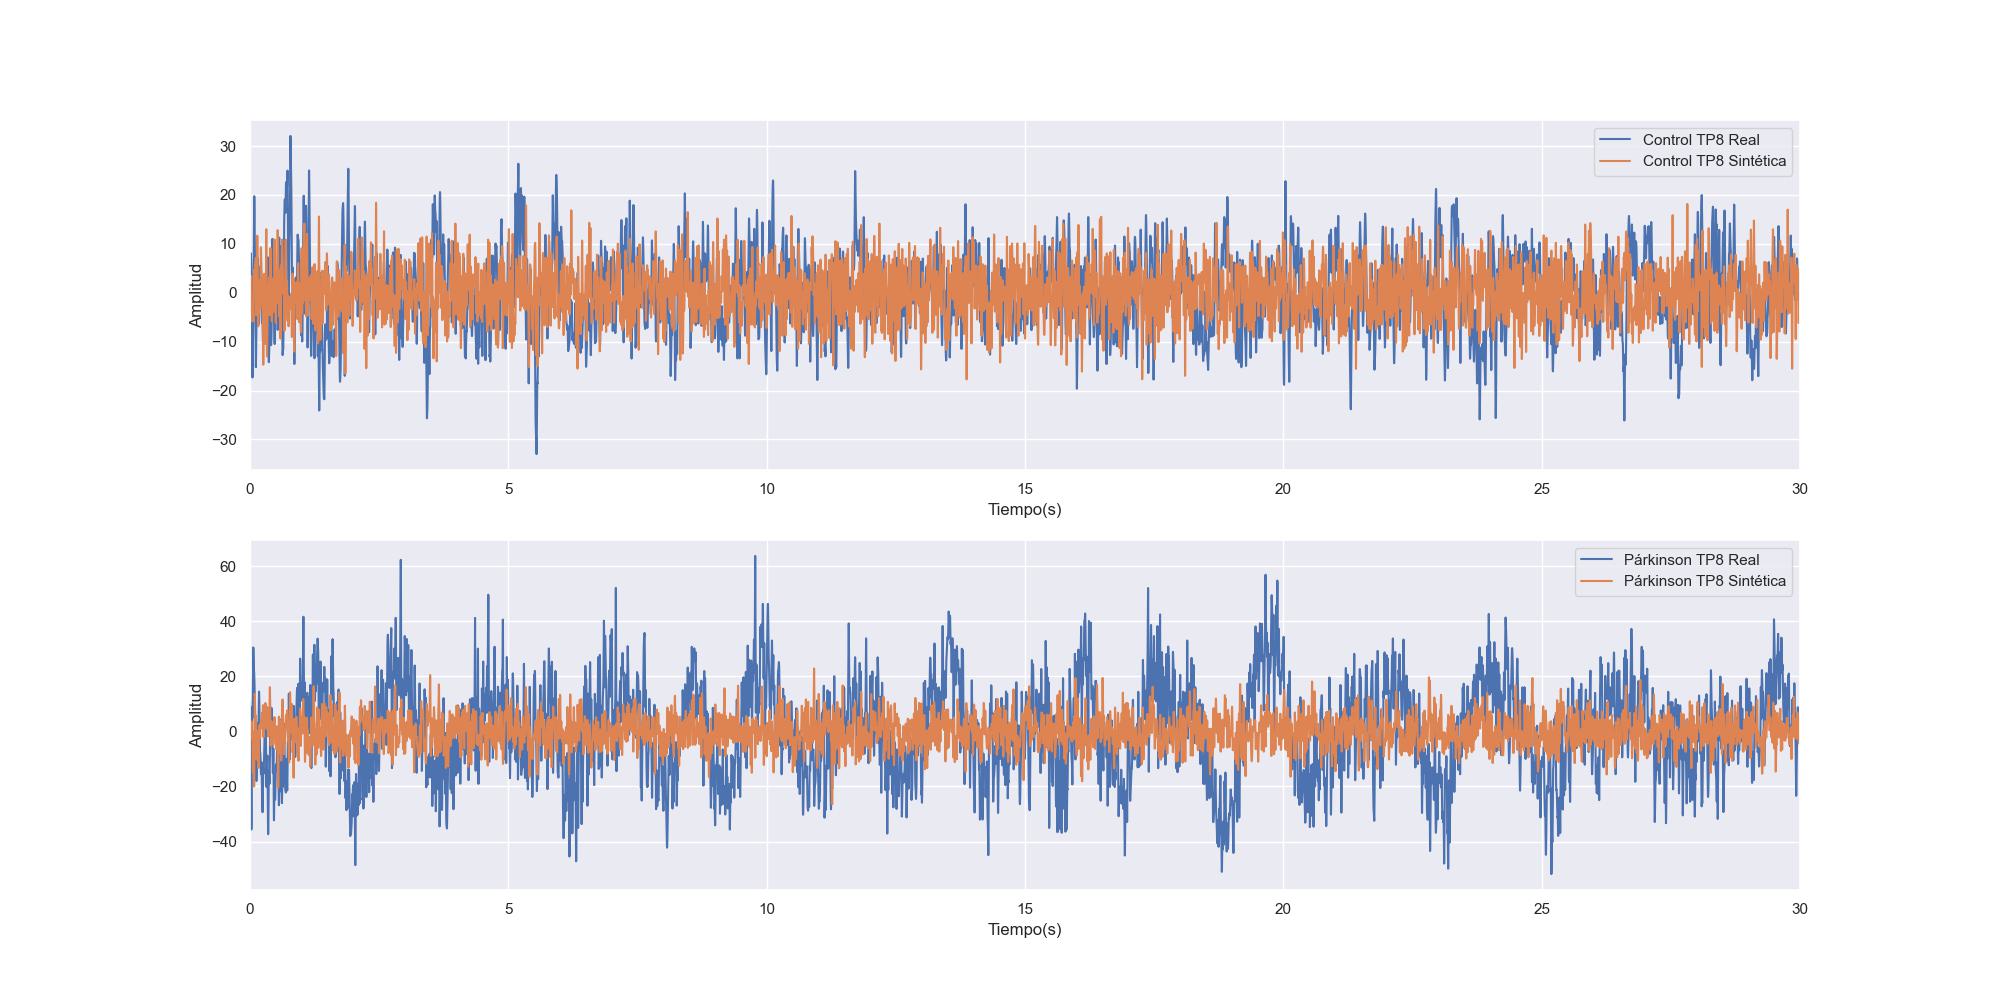 Control TP8 Real
Control TP8 Sintética
30
20
10
0
−10
−20
−30
Amplitud
0 5 10 15 20 25 30
Tiempo(s)
Párkinson TP8 Real
Párkinson TP8 Sintética
60
40
20
0
−20
−40
Amplitud
0 5 10 15 20 25 30
Tiempo(s)